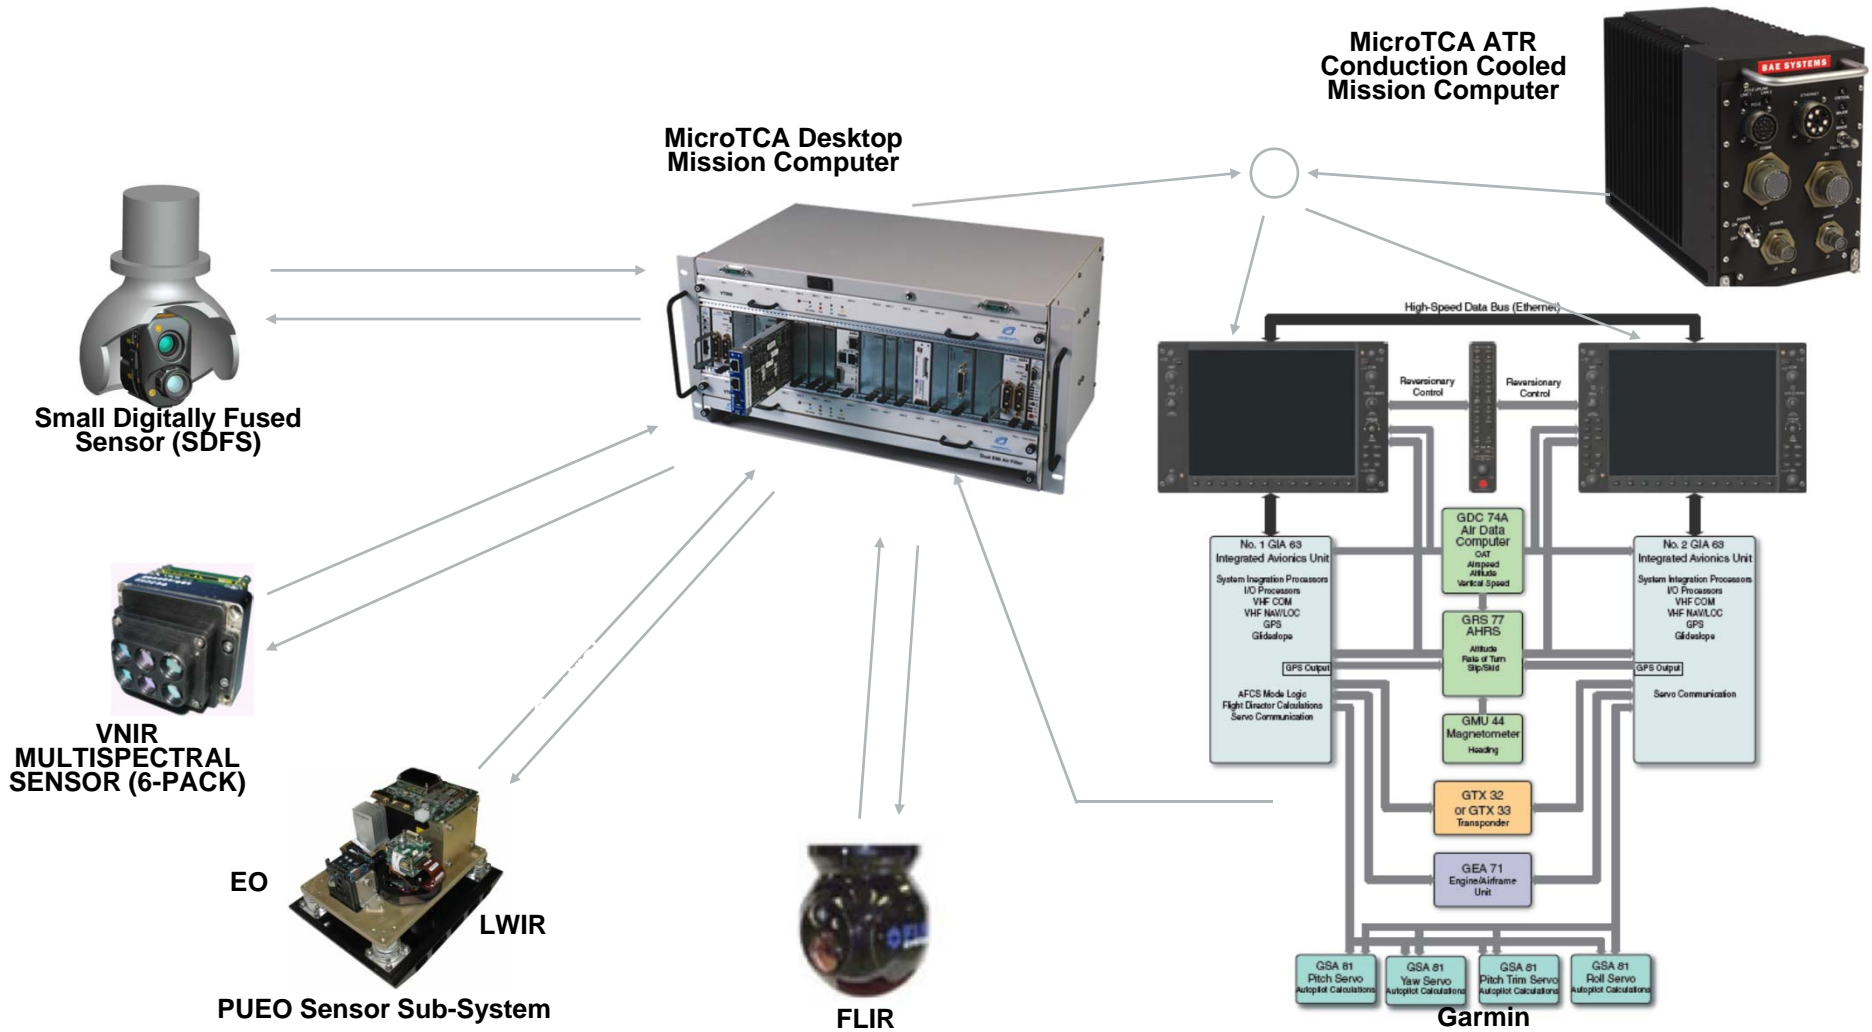 MicroTCA ATR
Conduction Cooled
Mission Computer
BAE SYSTEMS
MicroTCA Desktop
Mission Computer
Small Digitally Fused
Sensor (SDFS)
VNIR
MULTISPECTRAL
SENSOR (6-PACK)
EO
LWIR
PUEO Sensor Sub-System
FLIR
High-Speed Data Bus (Ethernet)
Reversionary
Control
Reversionary
Control
No. 1 GIA 63
Integrated Avionics Unit
System Inegration Processors
I/O Processors
VHF COM
VHF NAV/LOC
GPS
Glideslope
GPS Output
AFCS Mode Logic
Flight Director Calculations
Servo Communication
GDC 74A
Air Data
Computer
OAT
Airspeed
Altitude
Vertical Speed
GRS 77
AHRS
Attitude
Rate of Turn
Slip/Skid
GMU 44
Magnetometer
Heading
No. 2 GIA 63
Integrated Avionics Unit
System Integration Processors
I/O Processors
VHF COM
VHF NAV/LOC
GPS
Glideslope
GPS Output
Servo Communication
GTX 32
or GTX 33
Transponder
GEA 71
Engine/Airframe
Unit
GSA 81
Pitch Servo
Autopilot Calculations
GSA 81
Yaw Servo
Autopilot Calculations
GSA 81
Pitch Trim Servo
Autopilot Calculations
GSA 81
Roll Servo
Autopilot Calculations
Garmin
Dual EMI Air Filter